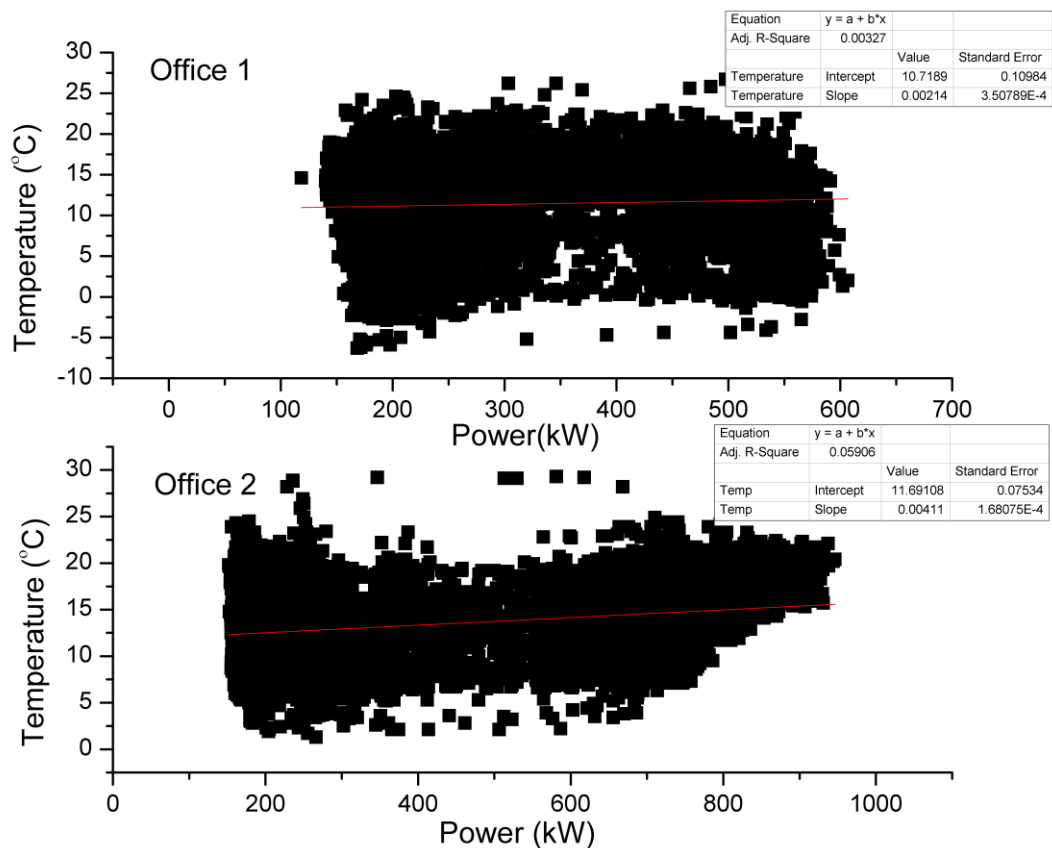 Equation y = a + b*x
Adj. R-Square 0.00327
Value Standard Error
Temperature Intercept 10.7189 0.10984
Temperature Slope 0.00214 3.50789E-4
Office 1
Temperature (°C)
30
25
20
15
10
5
0
-5
-10
0 100 200 300 400 500 600 700
Power(kW)
Equation y = a + b*x
Adj. R-Square 0.05906
Value Standard Error
Temp Intercept 11.69108 0.07534
Temp Slope 0.00411 1.68075E-4
Office 2
Temperature (°C)
30
25
20
15
10
5
0
0 200 400 600 800 1000
Power (kW)